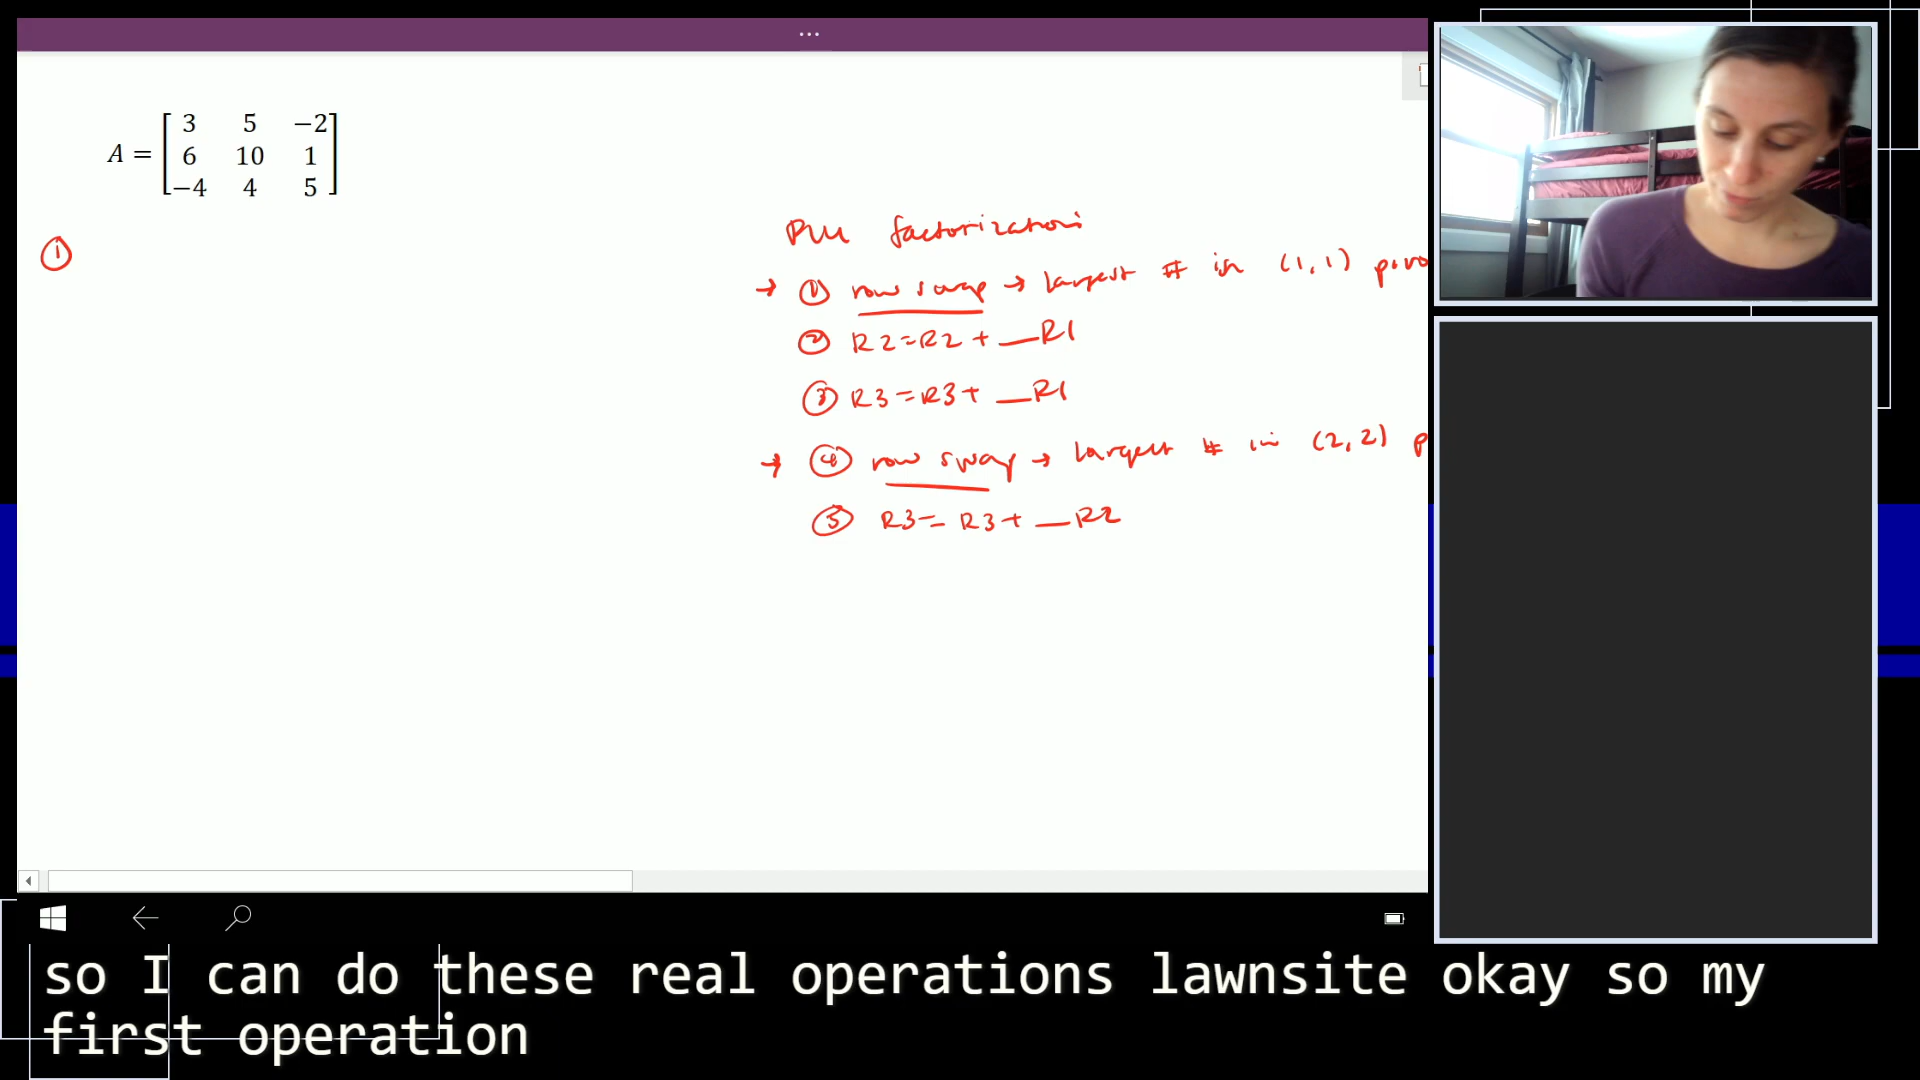 ...
A = [3 5 −2
6 10 1
−4 4 5]
PLU factorization
① 
→ ① row swap → largest # in (1,1) pivo
② R2=R2 + __R1
③ R3=R3+ __R1
→ ④ row swap → largest # in (2,2) p
⑤ R3= R3+ __R2
so I can do these real operations lawnsite okay so my
first operation